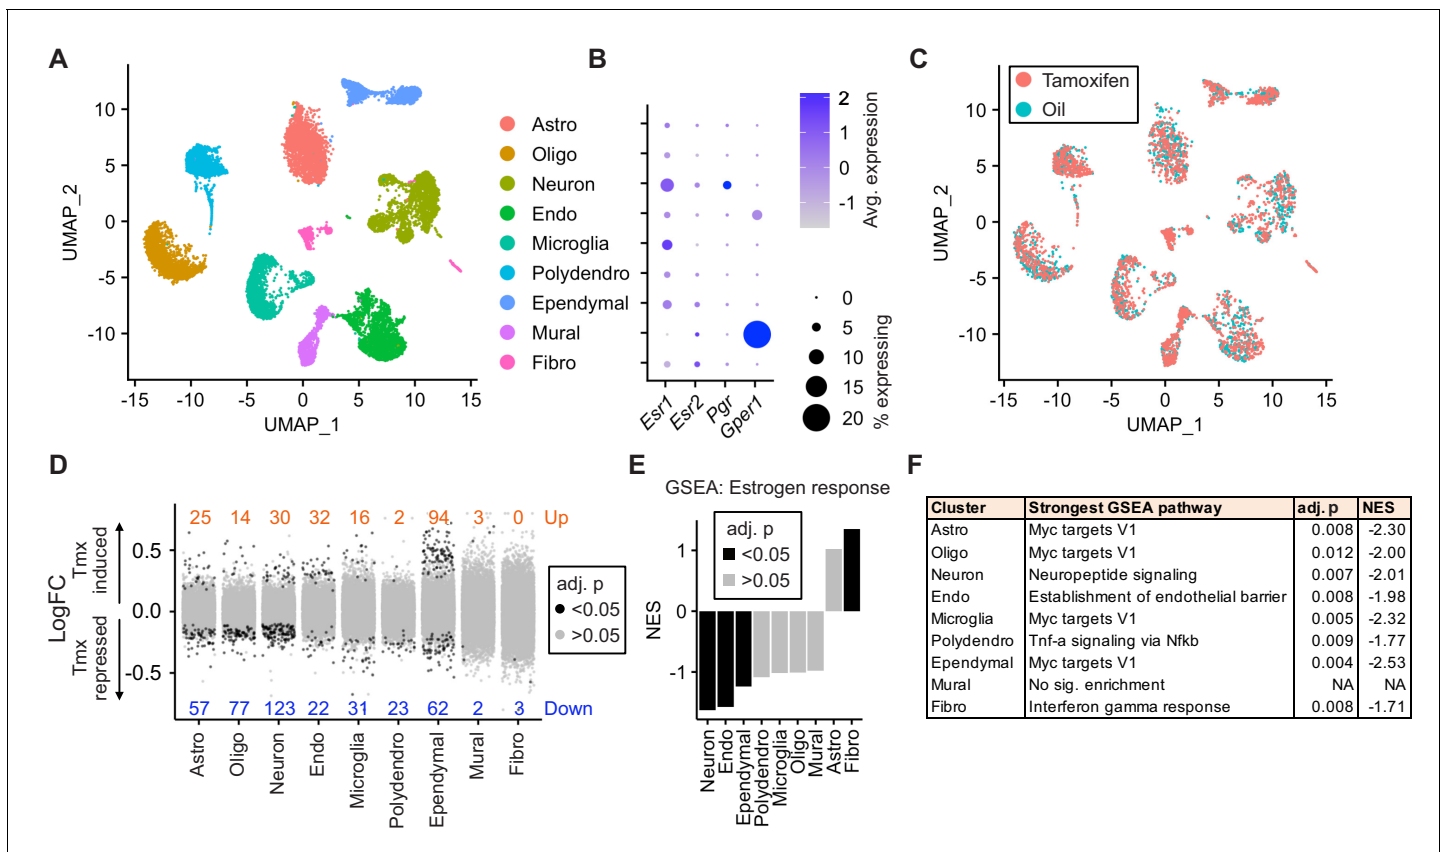 A
UMAP_2
10
5
0
-5
-10
-15
-10
-5
0
5
10
15
UMAP_1
Astro
Oligo
Neuron
Endo
Microglia
Polydendro
Ependymal
Mural
Fibro
B
Esr1
Esr2
Pgr
Gper1
2
1
0
-1
Avg. expression
0
5
10
15
20
% expressing
C
Tamoxifen
Oil
UMAP_2
10
5
0
-5
-10
-15
-10
-5
0
5
10
15
UMAP_1
D
25 14 30 32 16 2 94 3 0 Up
LogFC
Tmx
induced
Tmx
repressed
0.5
0.0
-0.5
57 77 123 22 31 23 62 2 3 Down
Astro
Oligo
Neuron
Endo
Microglia
Polydendro
Ependymal
Mural
Fibro
adj. p
<0.05
>0.05
E
GSEA: Estrogen response
adj. p
<0.05
>0.05
NES
1
0
-1
Neuron
Endo
Ependymal
Polydendro
Microglia
Oligo
Mural
Astro
Fibro
F
Cluster Strongest GSEA pathway adj. p NES
Astro Myc targets V1 0.008 -2.30
Oligo Myc targets V1 0.012 -2.00
Neuron Neuropeptide signaling 0.007 -2.01
Endo Establishment of endothelial barrier 0.008 -1.98
Microglia Myc targets V1 0.005 -2.32
Polydendro Tnf-a signaling via Nfkb 0.009 -1.77
Ependymal Myc targets V1 0.004 -2.53
Mural No sig. enrichment NA NA
Fibro Interferon gamma response 0.008 -1.71